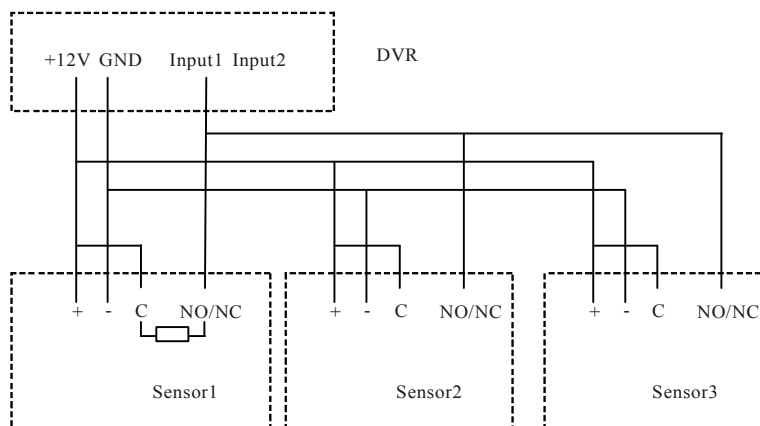 DVR
+12V GND Input1 Input2
+ - C NO/NC + - C NO/NC + - C NO/NC
Sensor1 Sensor2 Sensor3